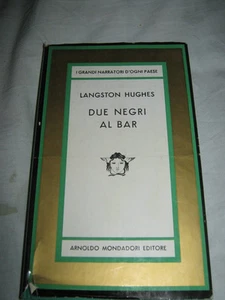 I GRANDI NARRATORI D'OGNI PAESE
LANGSTON HUGHES
DUE NEGRI
AL BAR
ARNOLDO MONDADORI EDITORE